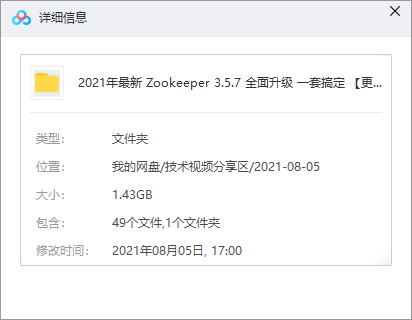 详细信息
2021年最新 Zookeeper 3.5.7 全面升级 一套搞定 【更...
类型: 文件夹
位置: 我的网盘/技术视频分享区/2021-08-05
大小: 1.43GB
包含: 49个文件,1个文件夹
修改时间: 2021年08月05日, 17:00